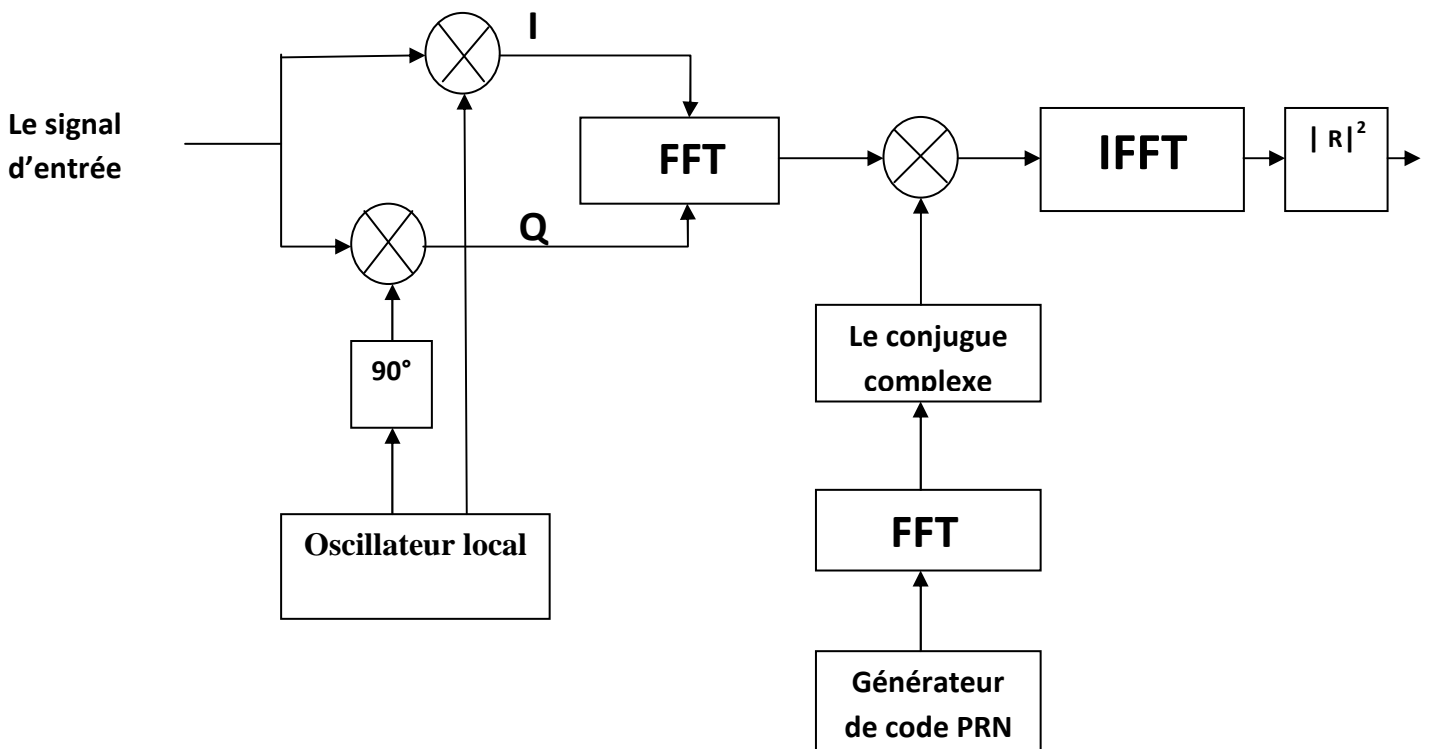 I
Le signal
d’entrée
FFT
IFFT
| R|²
Q
Le conjugue
complexe
90°
FFT
Oscillateur local
Générateur
de code PRN